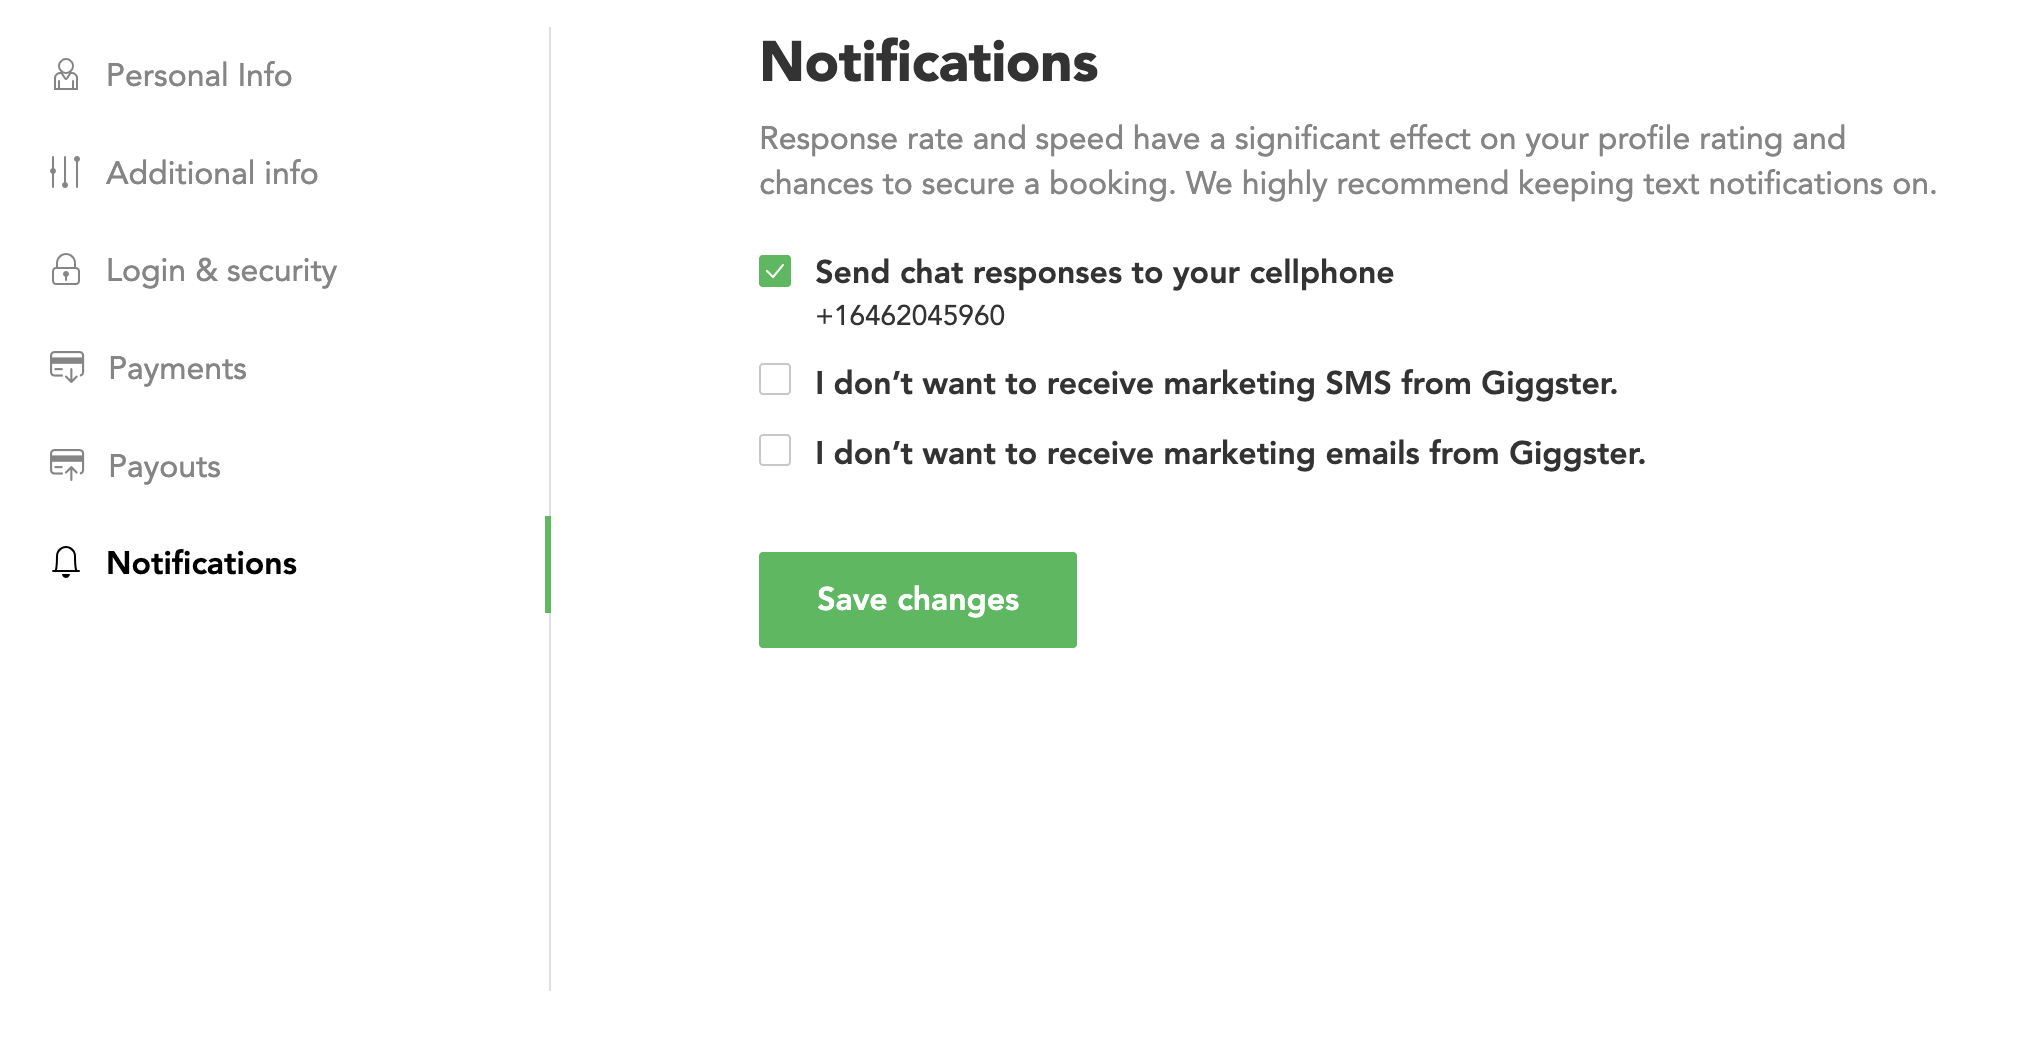 Personal Info
Additional info
Login & security
Payments
Payouts
Notifications
Notifications
Response rate and speed have a significant effect on your profile rating and
chances to secure a booking. We highly recommend keeping text notifications on.
Send chat responses to your cellphone
+16462045960
I don’t want to receive marketing SMS from Giggster.
I don’t want to receive marketing emails from Giggster.
Save changes